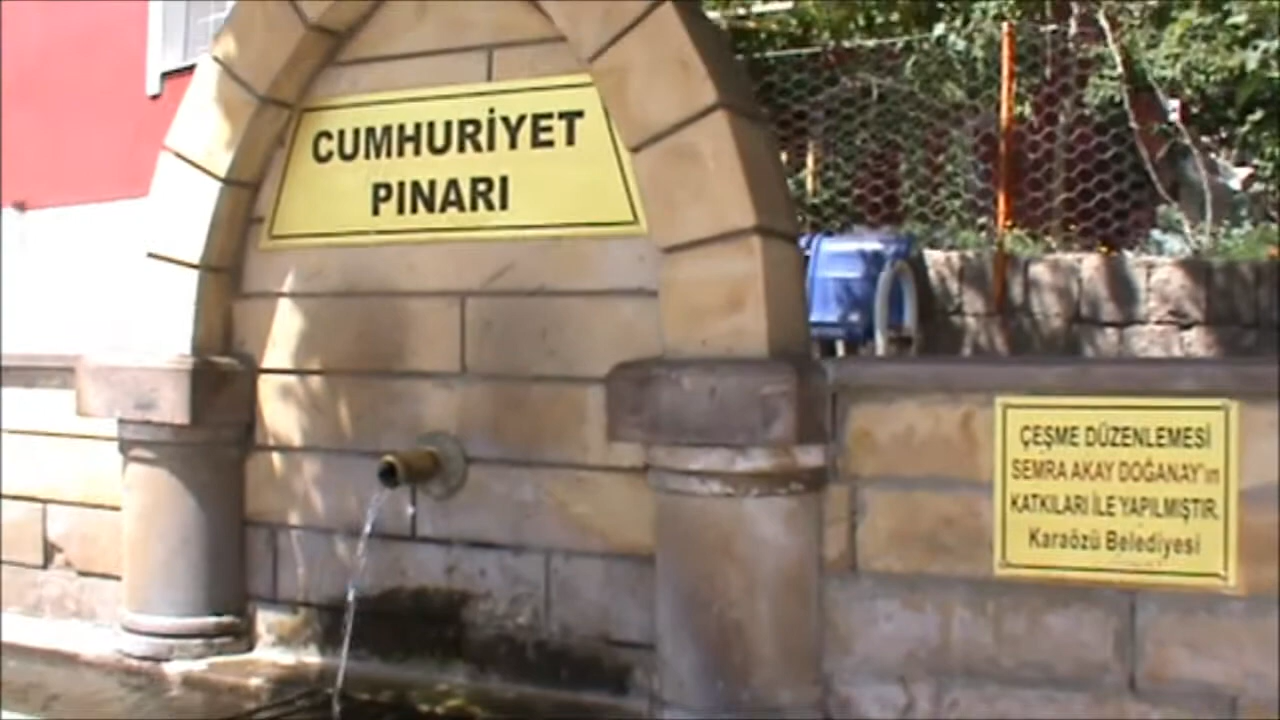 CUMHURİYET
PINARI
ÇEŞME DÜZENLEMESİ
SEMRA AKAY DOĞANAY'ın
KATKILARI İLE YAPILMIŞTIR.
Karaözü Belediyesi